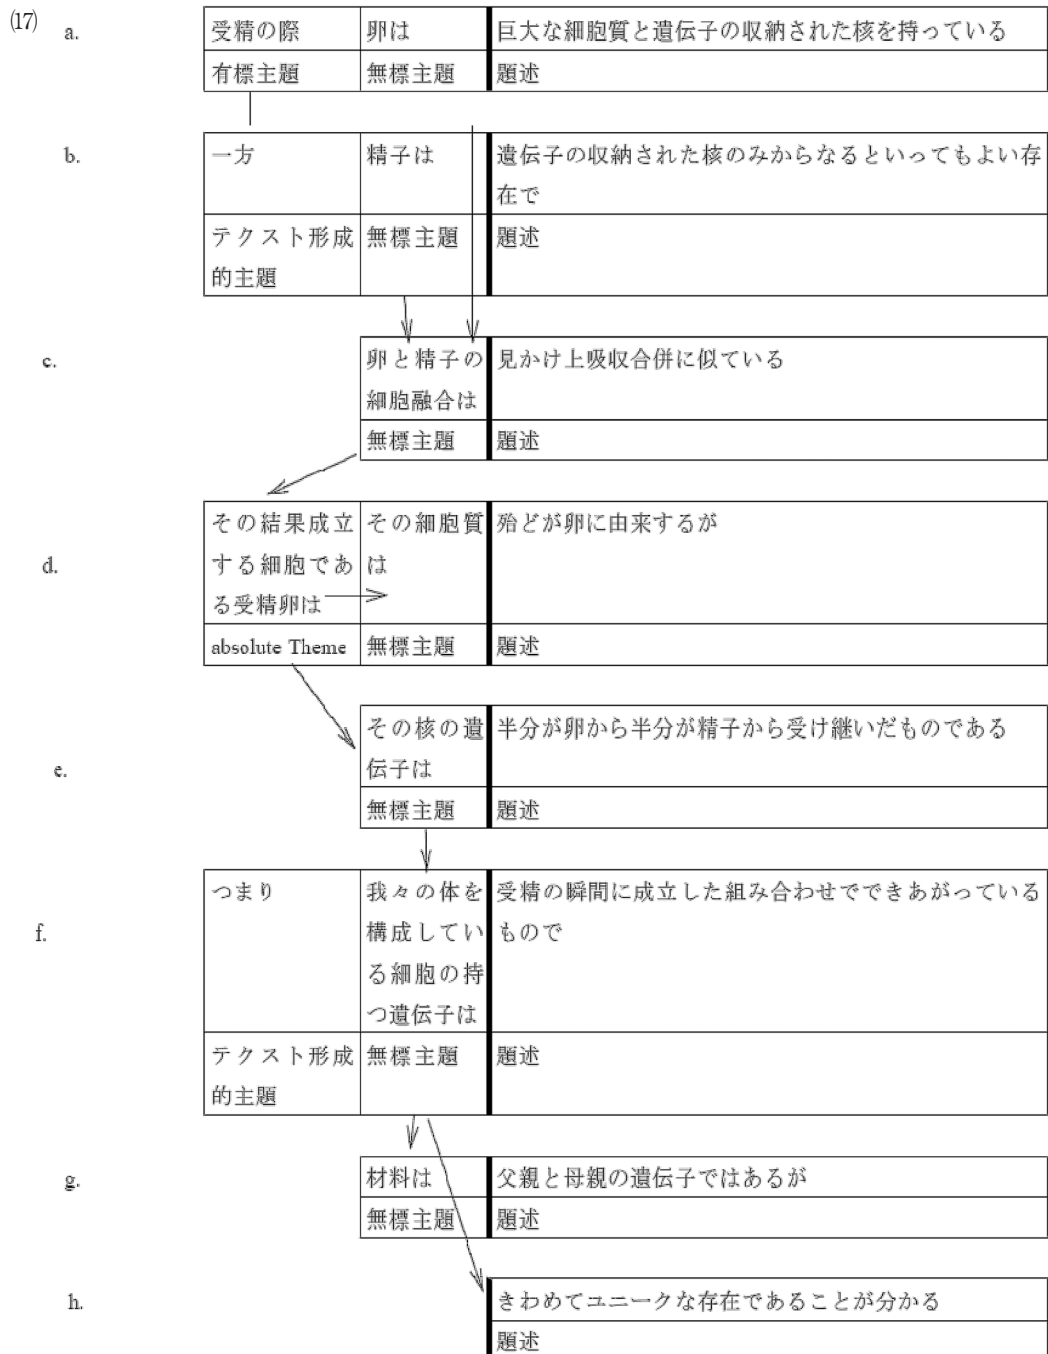 (17)
a.
受精の際 卵は 巨大な細胞質と遺伝子の収納された核を持っている
有標主題 無標主題 題述
b.
一方 精子は 遺伝子の収納された核のみからなるといってもよい存
在で
テクスト形成 無標主題 題述
的主題
c.
卵と精子の 見かけ上吸収合併に似ている
細胞融合は
無標主題 題述
d.
その結果成立 その細胞質 殆どが卵に由来するが
する細胞であ は
る受精卵は
absolute Theme 無標主題 題述
e.
その核の遺 半分が卵から半分が精子から受け継いだものである
伝子は
無標主題 題述
f.
つまり 我々の体を 受精の瞬間に成立した組み合わせでできあがっている
構成してい もので
る細胞の持
つ遺伝子は
テクスト形成 無標主題 題述
的主題
g.
材料は 父親と母親の遺伝子ではあるが
無標主題 題述
h.
きわめてユニークな存在であることが分かる
題述